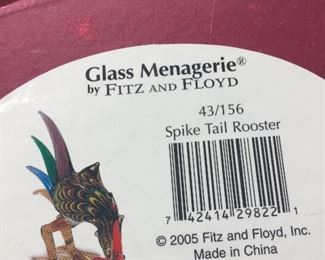 Glass Menagerie®
by FITZ AND FLOYD
43/156
Spike Tail Rooster
7 42414 29822 1
© 2005 Fitz and Floyd, Inc.
Made in China